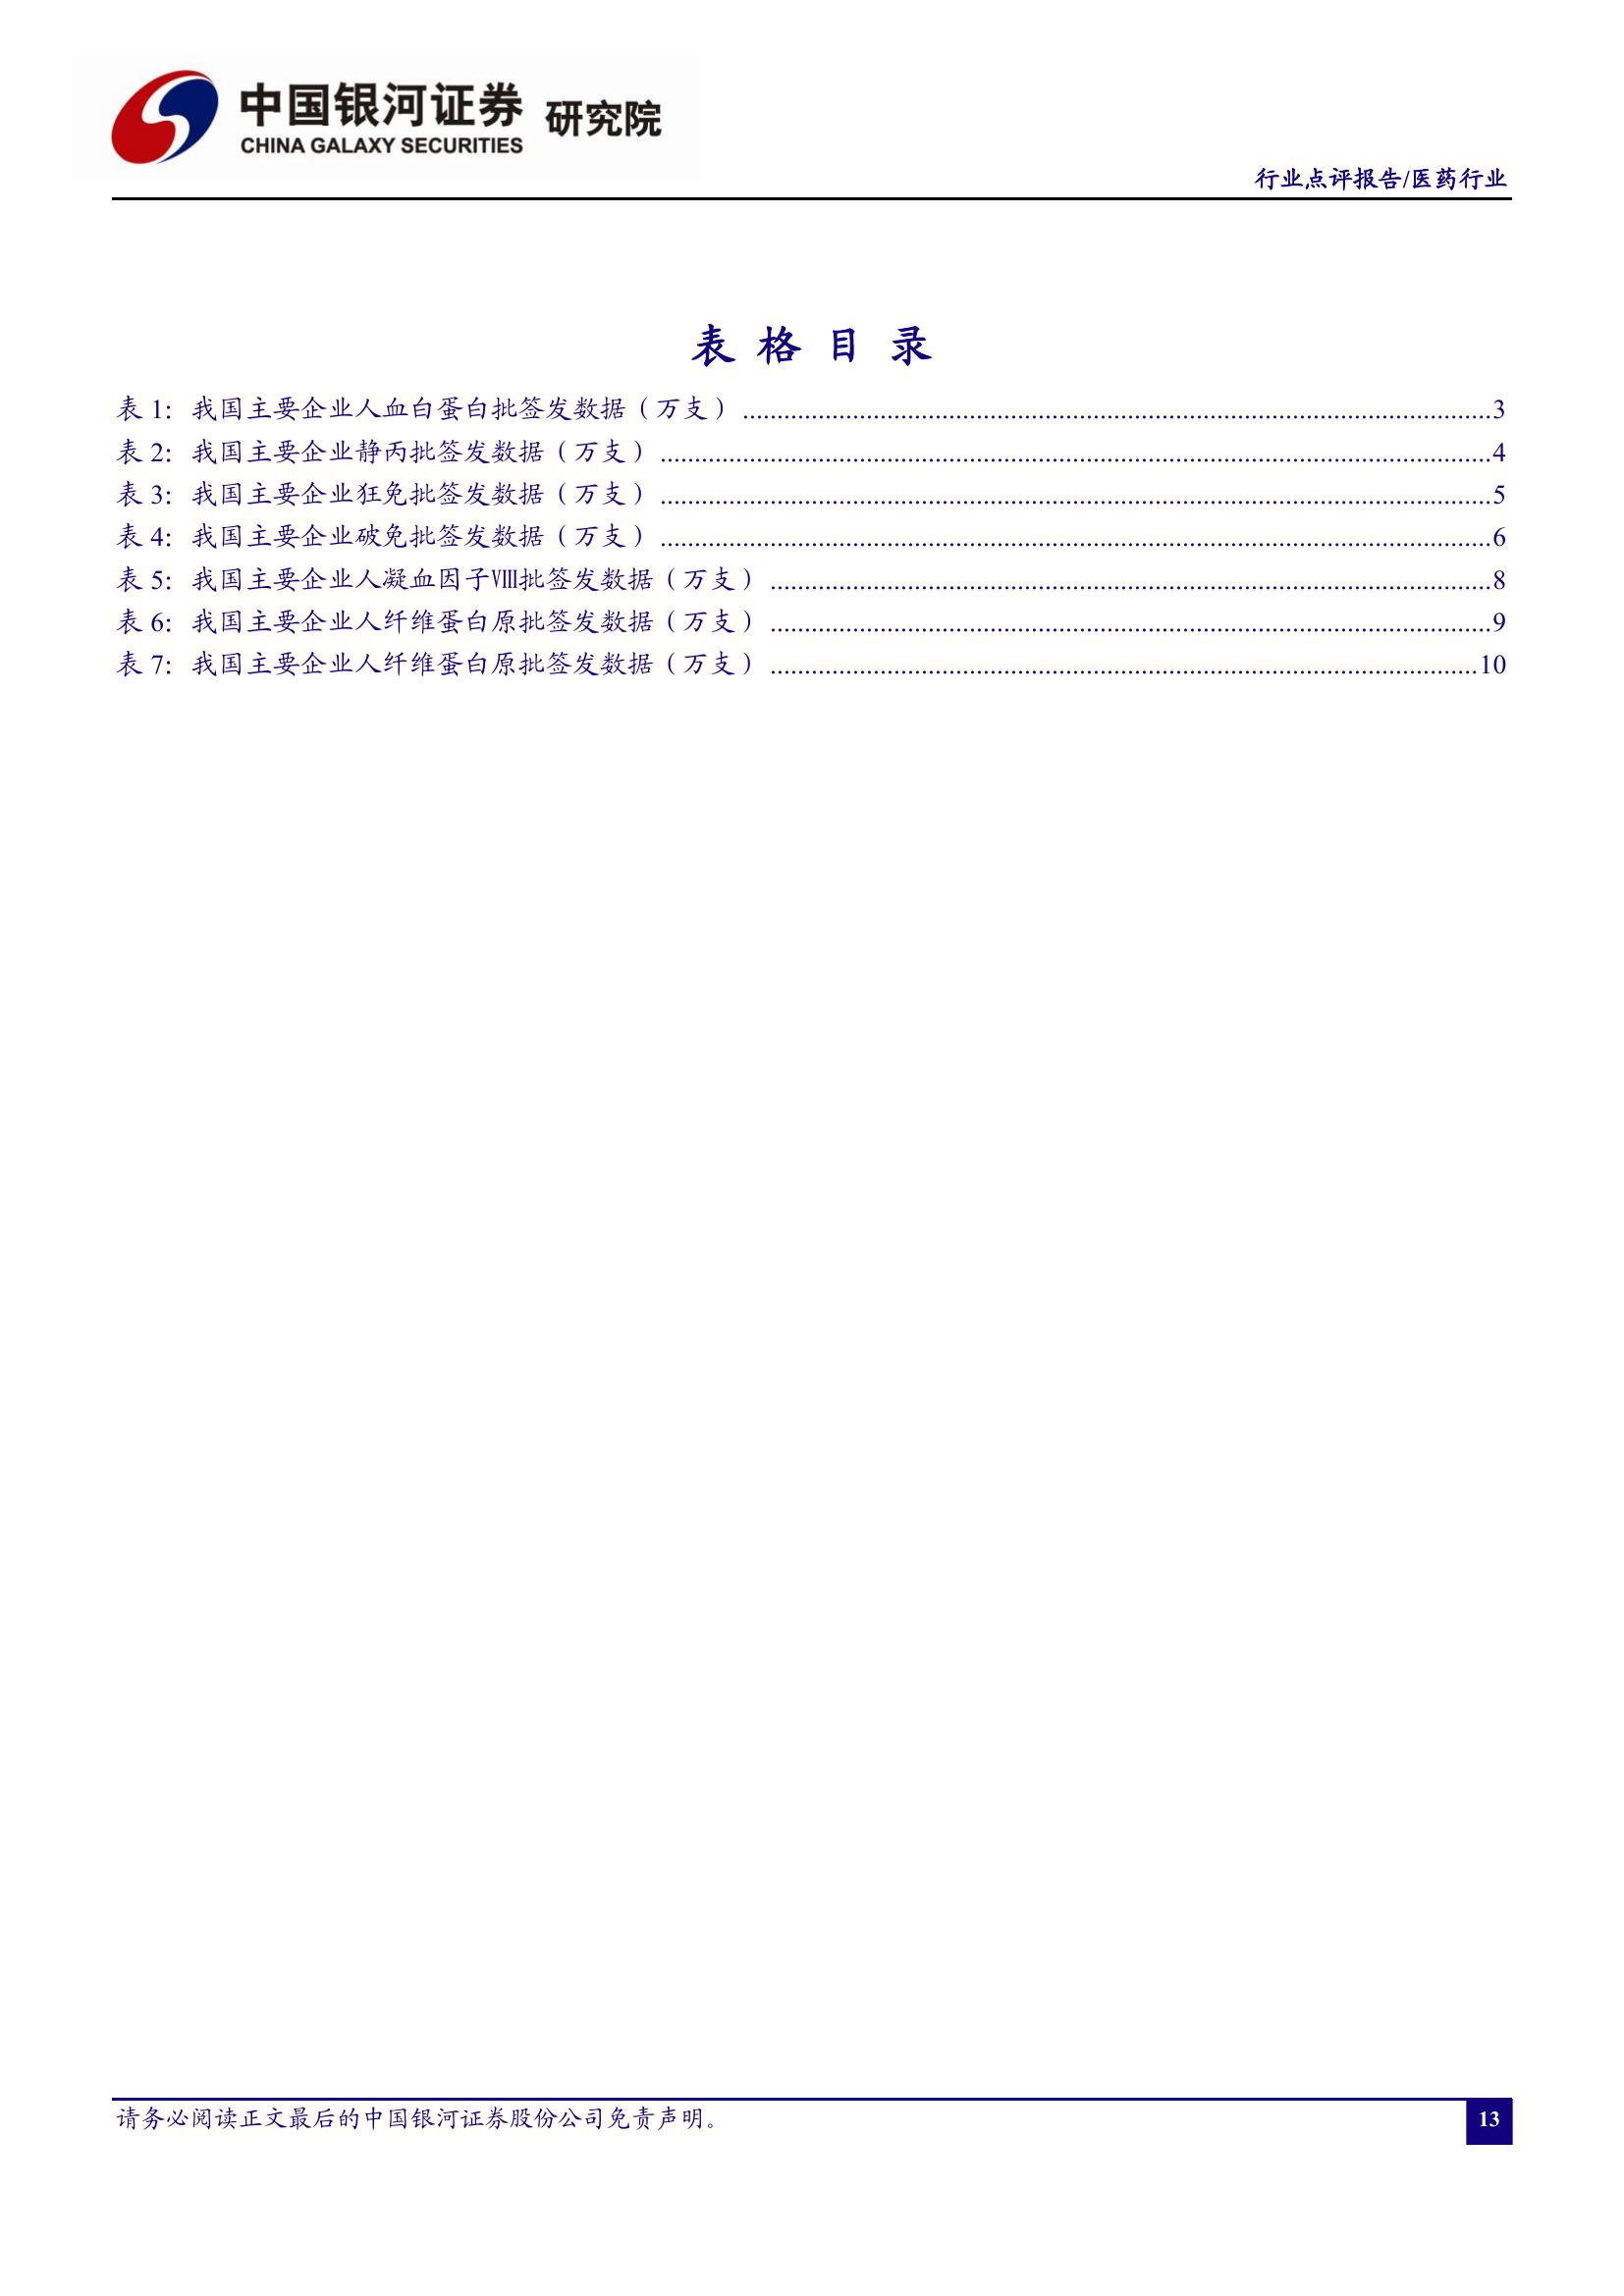 中国银河证券 研究院
CHINA GALAXY SECURITIES
行业点评报告/医药行业
表 格 目 录
表 1: 我国主要企业人血白蛋白批签发数据（万支）......3
表 2: 我国主要企业静丙批签发数据（万支）......4
表 3: 我国主要企业狂免批签发数据（万支）......5
表 4: 我国主要企业破免批签发数据（万支）......6
表 5: 我国主要企业人凝血因子Ⅷ批签发数据（万支）......8
表 6: 我国主要企业人纤维蛋白原批签发数据（万支）......9
表 7: 我国主要企业人纤维蛋白原批签发数据（万支）......10
请务必阅读正文最后的中国银河证券股份公司免责声明。
13